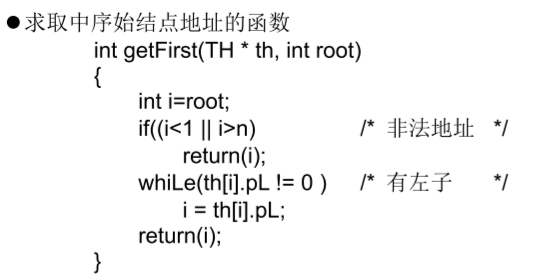 ●求取中序始结点地址的函数
int getFirst(TH * th, int root)
{
int i=root;
if((i<1 || i>n) /* 非法地址 */
return(i);
whiLe(th[i].pL != 0 ) /* 有左子 */
i = th[i].pL;
return(i);
}